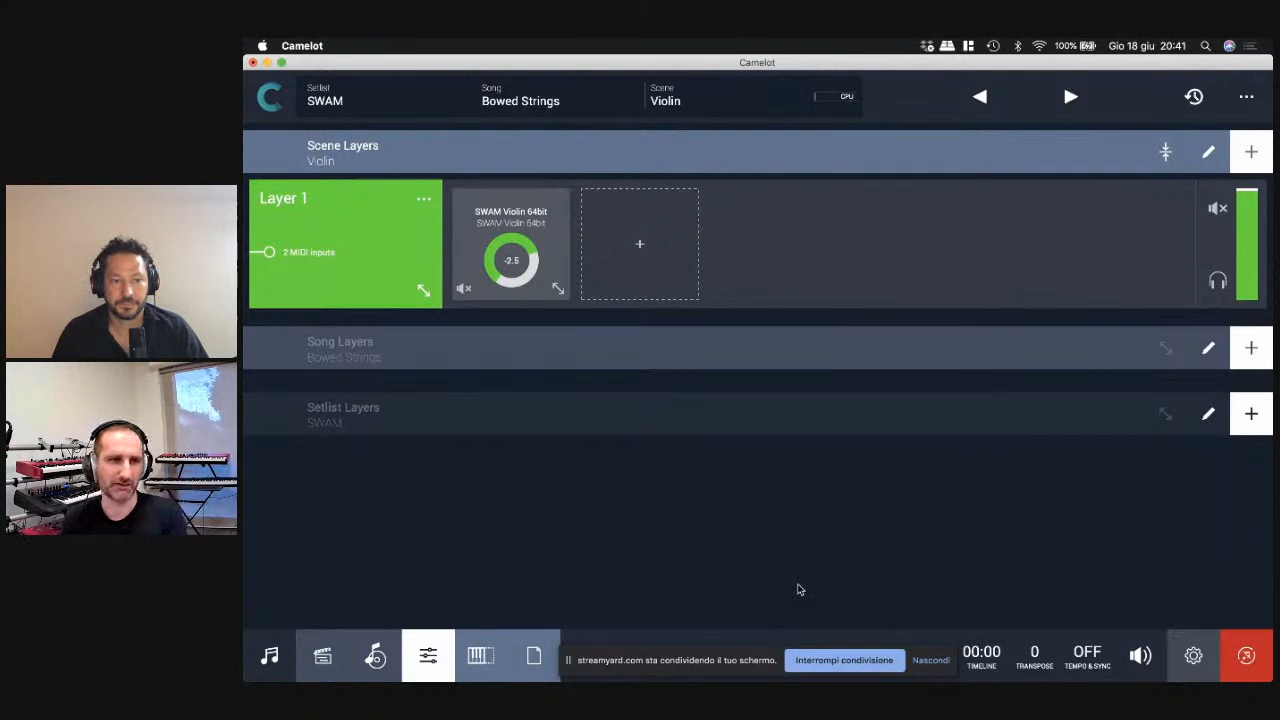 Camelot
100%
Gio 18 giu 20:41
Camelot
Setlist
SWAM
Song
Bowed Strings
Scene
Violin
CPU
Scene Layers
Violin
Layer 1
2 MIDI inputs
SWAM Violin 64bit
SWAM Violin 64bit
-2.5
Song Layers
Bowed Strings
Setlist Layers
SWAM
streamyard.com sta condividendo il tuo schermo.
Interrompi condivisione
Nascondi
00:00
TIMELINE
0
TRANSPOSE
OFF
TEMPO & SYNC